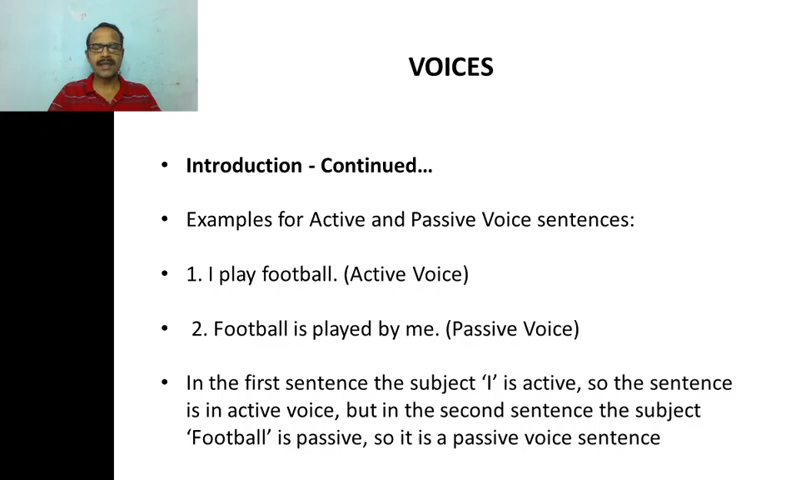 VOICES
• Introduction - Continued…
• Examples for Active and Passive Voice sentences:
• 1. I play football. (Active Voice)
• 2. Football is played by me. (Passive Voice)
• In the first sentence the subject ‘I’ is active, so the sentence
is in active voice, but in the second sentence the subject
‘Football’ is passive, so it is a passive voice sentence